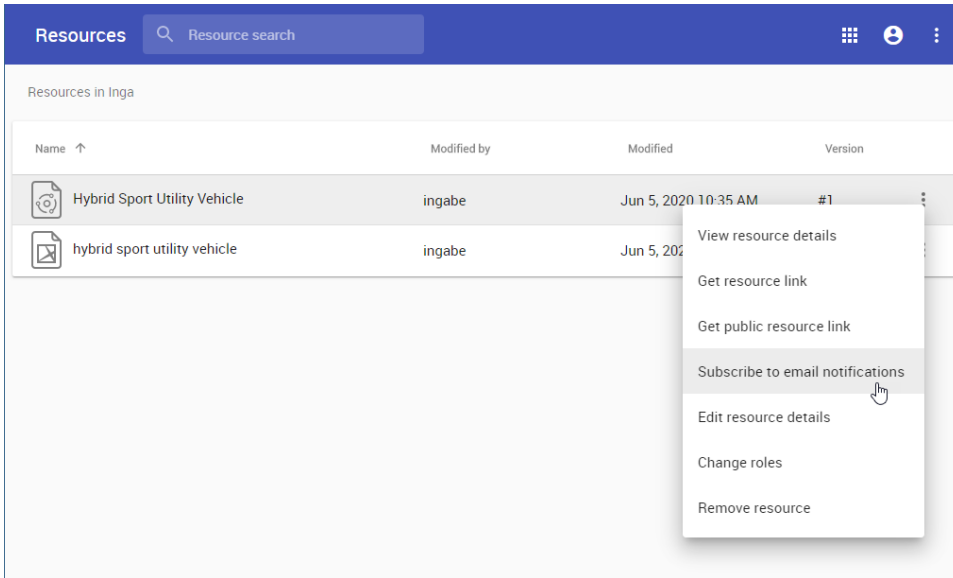 Resources
Resource search
Resources in Inga
Name Modified by Modified Version
Hybrid Sport Utility Vehicle ingabe Jun 5, 2020 10:35 AM #1
hybrid sport utility vehicle ingabe Jun 5, 202
View resource details
Get resource link
Get public resource link
Subscribe to email notifications
Edit resource details
Change roles
Remove resource